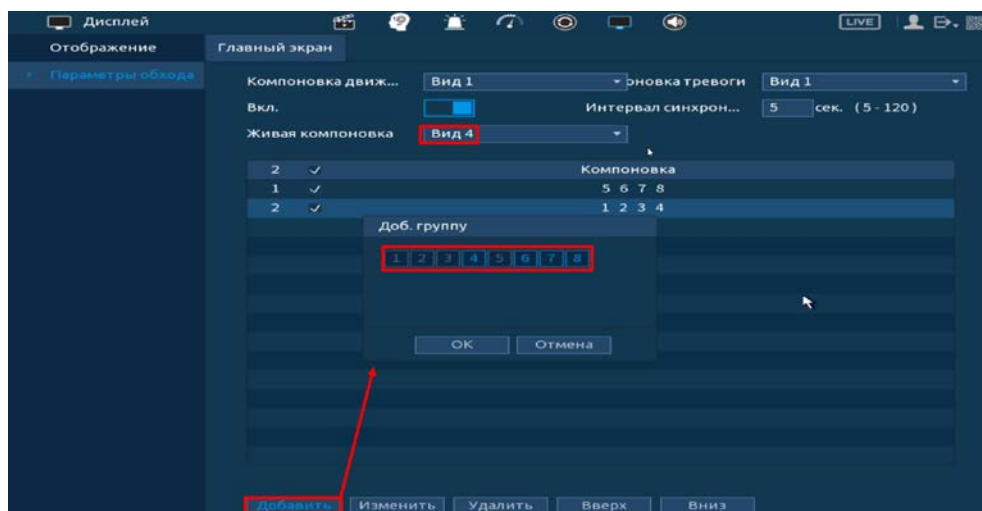 Дисплей LIVE
Отображение
Главный экран
Параметры обхода
Компоновка движ... Вид 1 оновка тревоги Вид 1
Вкл. Интервал синхрон... 5 сек. ( 5 - 120 )
Живая компоновка Вид 4
2 Компоновка
1 5 6 7 8
2 1 2 3 4
Доб. группу
1 2 3 4 5 6 7 8
OK Отмена
Добавить Изменить Удалить Вверх Вниз